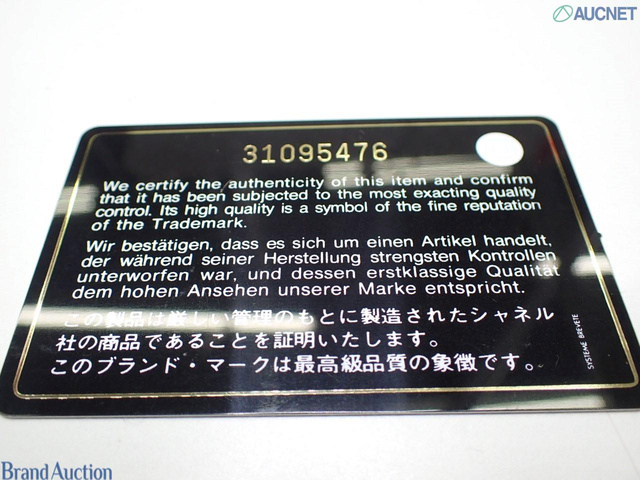 AUCNET
31095476
We certify the authenticity of this item and confirm
that it has been subjected to the most exacting quality
control. Its high quality is a symbol of the fine reputation
of the Trademark.
Wir bestätigen, dass es sich um einen Artikel handelt,
der während seiner Herstellung strengsten Kontrollen
unterworfen war, und dessen erstklassige Qualität
dem hohen Ansehen unserer Marke entspricht.
この製品は厳しい管理のもとに製造されたシャネル
社の商品であることを証明いたします。
このブランド・マークは最高級品質の象徴です。
SYSTEME BREVETE
Brand Auction